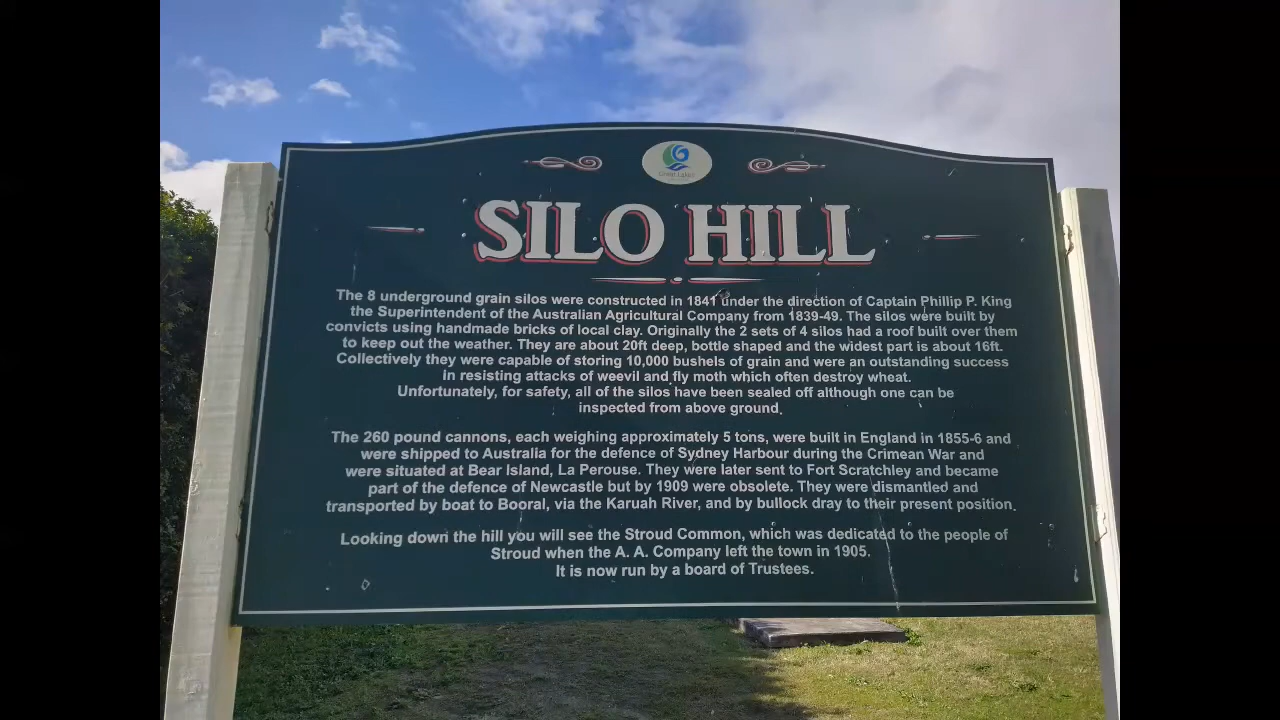 Great Lakes
SILO HILL
The 8 underground grain silos were constructed in 1841 under the direction of Captain Phillip P. King
the Superintendent of the Australian Agricultural Company from 1839-49. The silos were built by
convicts using handmade bricks of local clay. Originally the 2 sets of 4 silos had a roof built over them
to keep out the weather. They are about 20ft deep, bottle shaped and the widest part is about 16ft.
Collectively they were capable of storing 10,000 bushels of grain and were an outstanding success
in resisting attacks of weevil and fly moth which often destroy wheat.
Unfortunately, for safety, all of the silos have been sealed off although one can be
inspected from above ground.
The 260 pound cannons, each weighing approximately 5 tons, were built in England in 1855-6 and
were shipped to Australia for the defence of Sydney Harbour during the Crimean War and
were situated at Bear Island, La Perouse. They were later sent to Fort Scratchley and became
part of the defence of Newcastle but by 1909 were obsolete. They were dismantled and
transported by boat to Booral, via the Karuah River, and by bullock dray to their present position.
Looking down the hill you will see the Stroud Common, which was dedicated to the people of
Stroud when the A. A. Company left the town in 1905.
It is now run by a board of Trustees.